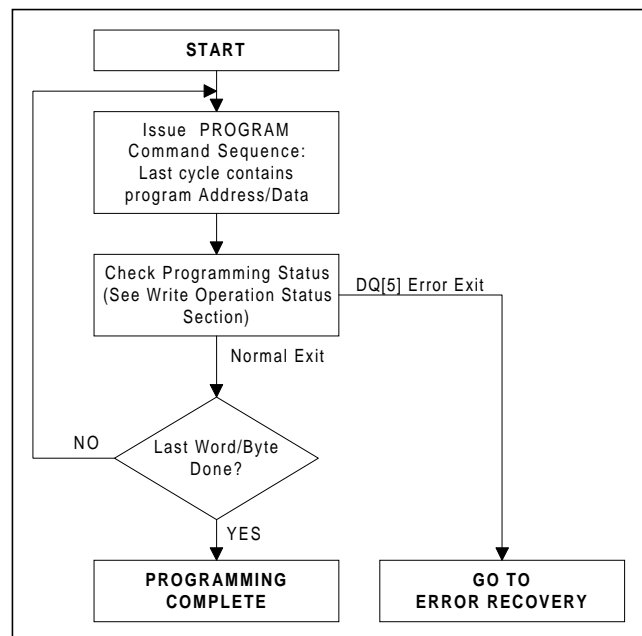 START
Issue PROGRAM
Command Sequence:
Last cycle contains
program Address/Data
Check Programming Status
(See Write Operation Status
Section)
DQ[5] Error Exit
Normal Exit
NO
Last Word/Byte
Done?
YES
PROGRAMMING
COMPLETE
GO TO
ERROR RECOVERY